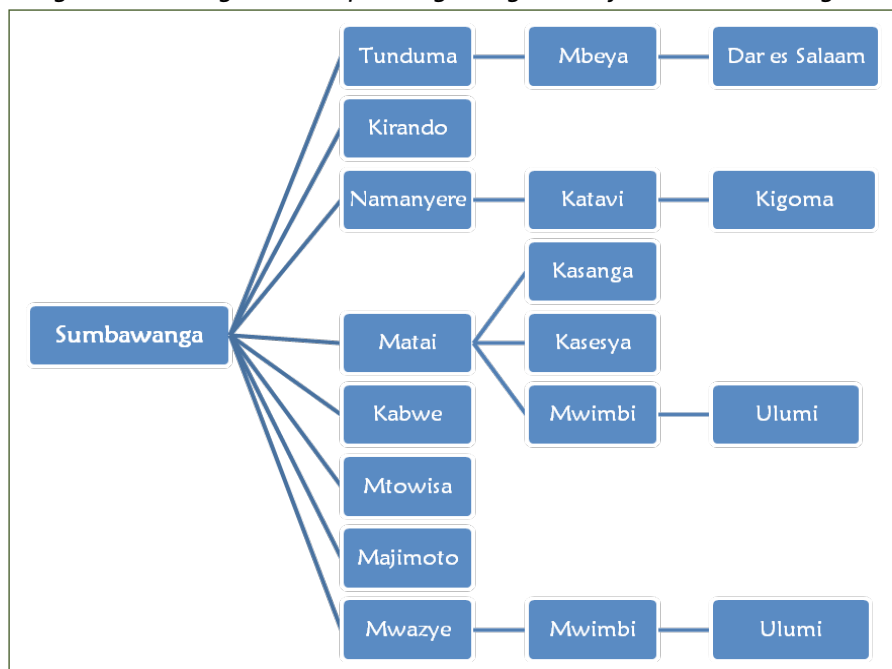 Tunduma
Mbeya
Dar es Salaam
Kirando
Namanyere
Katavi
Kigoma
Kasanga
Sumbawanga
Matai
Kasesya
Kabwe
Mwimbi
Ulumi
Mtowisa
Majimoto
Mwazye
Mwimbi
Ulumi